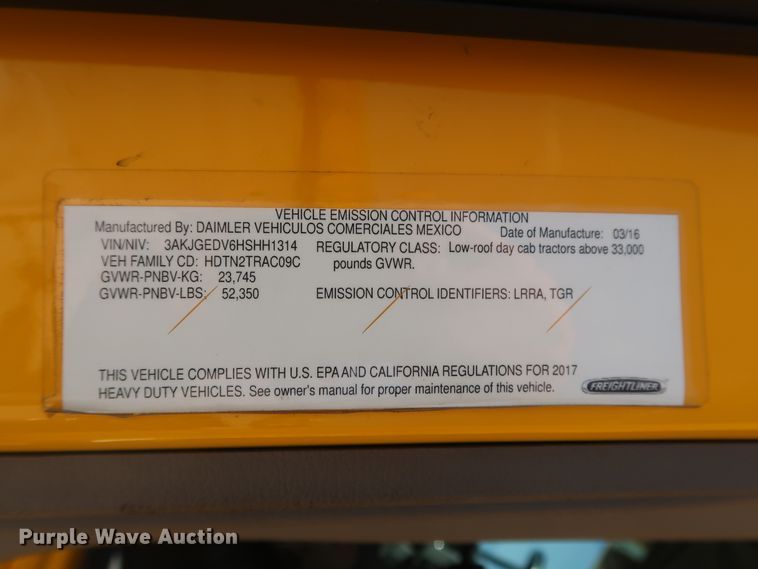 VEHICLE EMISSION CONTROL INFORMATION
Manufactured By: DAIMLER VEHICULOS COMERCIALES MEXICO Date of Manufacture: 03/16
VIN/NIV: 3AKJGEDV6HSHH1314 REGULATORY CLASS: Low-roof day cab tractors above 33,000
VEH FAMILY CD: HDTN2TRAC09C pounds GVWR.
GVWR-PNBV-KG: 23,745
GVWR-PNBV-LBS: 52,350 EMISSION CONTROL IDENTIFIERS: LRRA, TGR
THIS VEHICLE COMPLIES WITH U.S. EPA AND CALIFORNIA REGULATIONS FOR 2017
HEAVY DUTY VEHICLES. See owner's manual for proper maintenance of this vehicle.
FREIGHTLINER
Purple Wave Auction